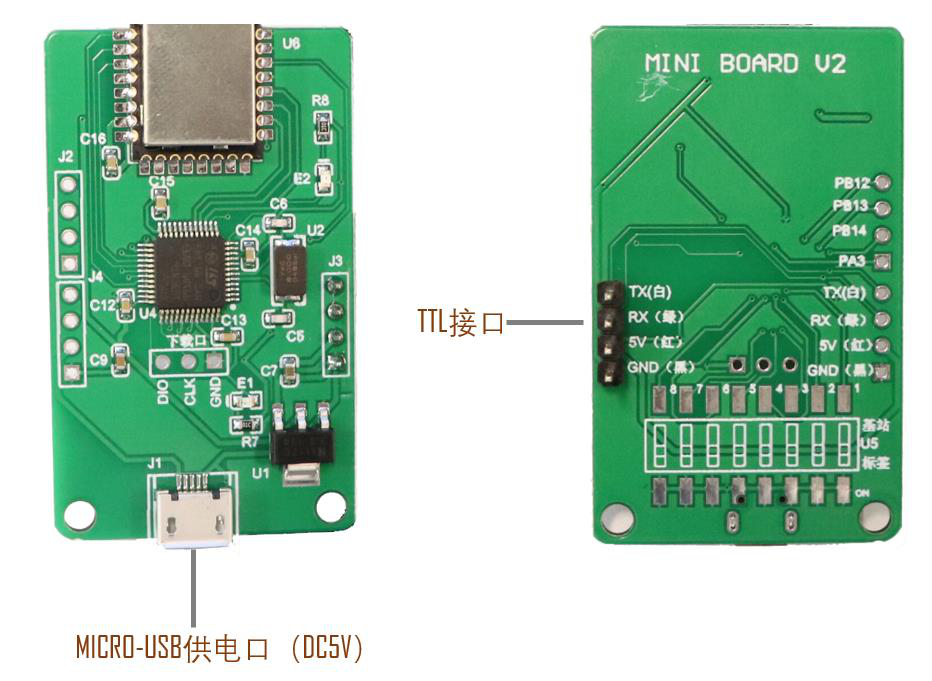 U6
R8
C16
J2
E2
C15
C6
C14
U2
J3
J4
C12
U4
C13
C5
下载口
C9
C7
DIO
CLK
GND
E1
R7
U1
J1
MICRO-USB供电口（DC5V）
MINI BOARD V2
PB12
PB13
PB14
PA3
TX(白)
TX(白)
TTL接口
RX（绿）
RX（绿）
5V（红）
5V（红）
GND（黑）
GND（黑）
8 7 6 5 4 3 2 1
基站
U5
标签
ON